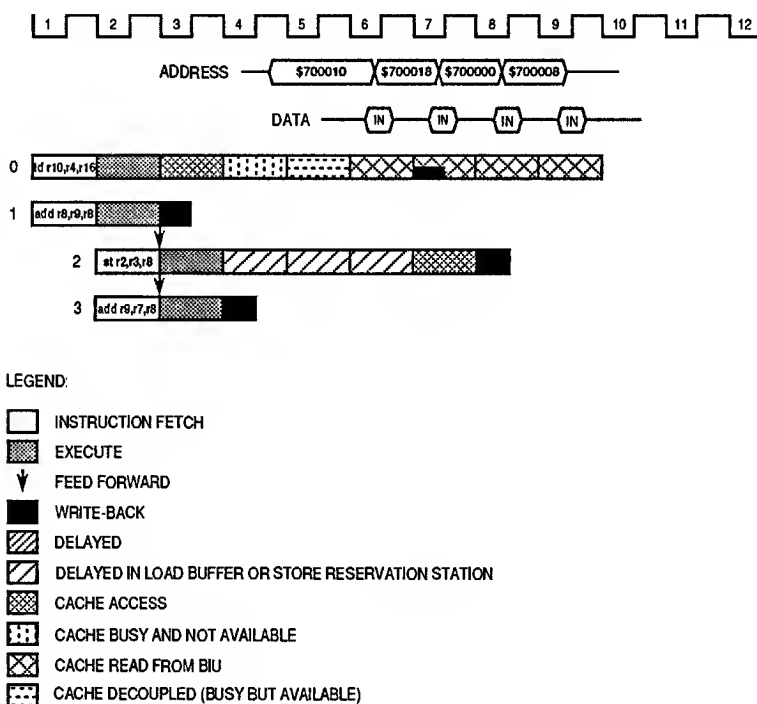 1 2 3 4 5 6 7 8 9 10 11 12
ADDRESS $700010 $700018 $700000 $700008
DATA IN IN IN IN
0 ld r10,r4,r16
1 add r8,r9,r8
2 st r2,r3,r8
3 add r9,r7,r8
LEGEND:
INSTRUCTION FETCH
EXECUTE
FEED FORWARD
WRITE-BACK
DELAYED
DELAYED IN LOAD BUFFER OR STORE RESERVATION STATION
CACHE ACCESS
CACHE BUSY AND NOT AVAILABLE
CACHE READ FROM BIU
CACHE DECOUPLED (BUSY BUT AVAILABLE)